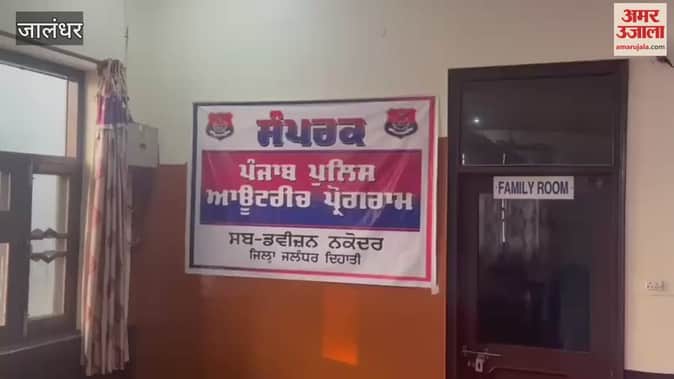 जालंधर
अमर
उजाला
amarujala.com
ਸੰਪਰਕ
ਪੰਜਾਬ ਪੁਲਿਸ
ਆਊਟਰੀਚ ਪ੍ਰੋਗਰਾਮ
ਸਬ-ਡਵੀਜ਼ਨ ਨਕੋਦਰ
ਜਿਲ੍ਹਾ ਜਲੰਧਰ ਦਿਹਾਤੀ
FAMILY ROOM